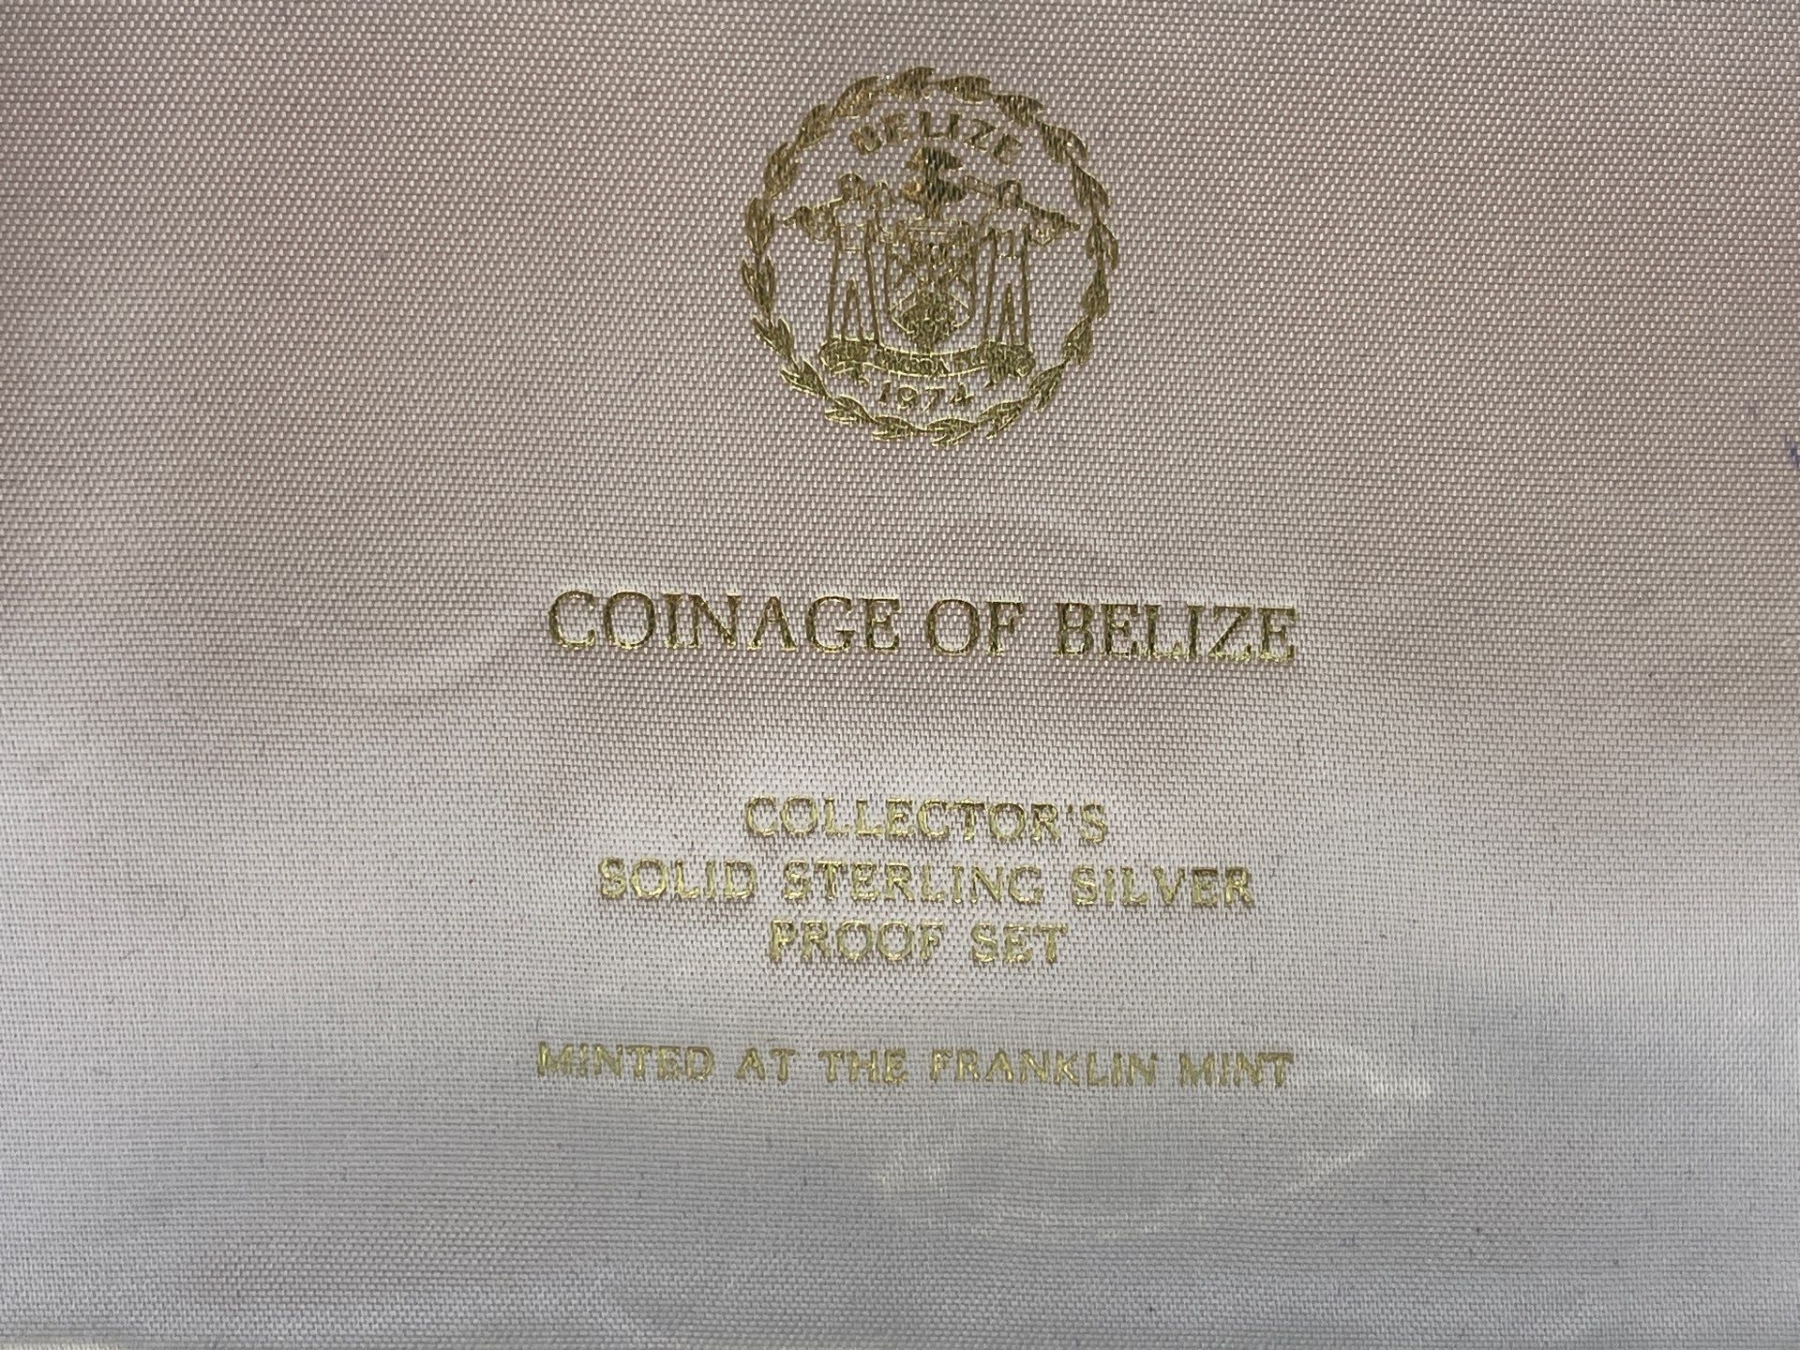 BELIZE
1974
COINAGE OF BELIZE
COLLECTOR'S
SOLID STERLING SILVER
PROOF SET
MINTED AT THE FRANKLIN MINT